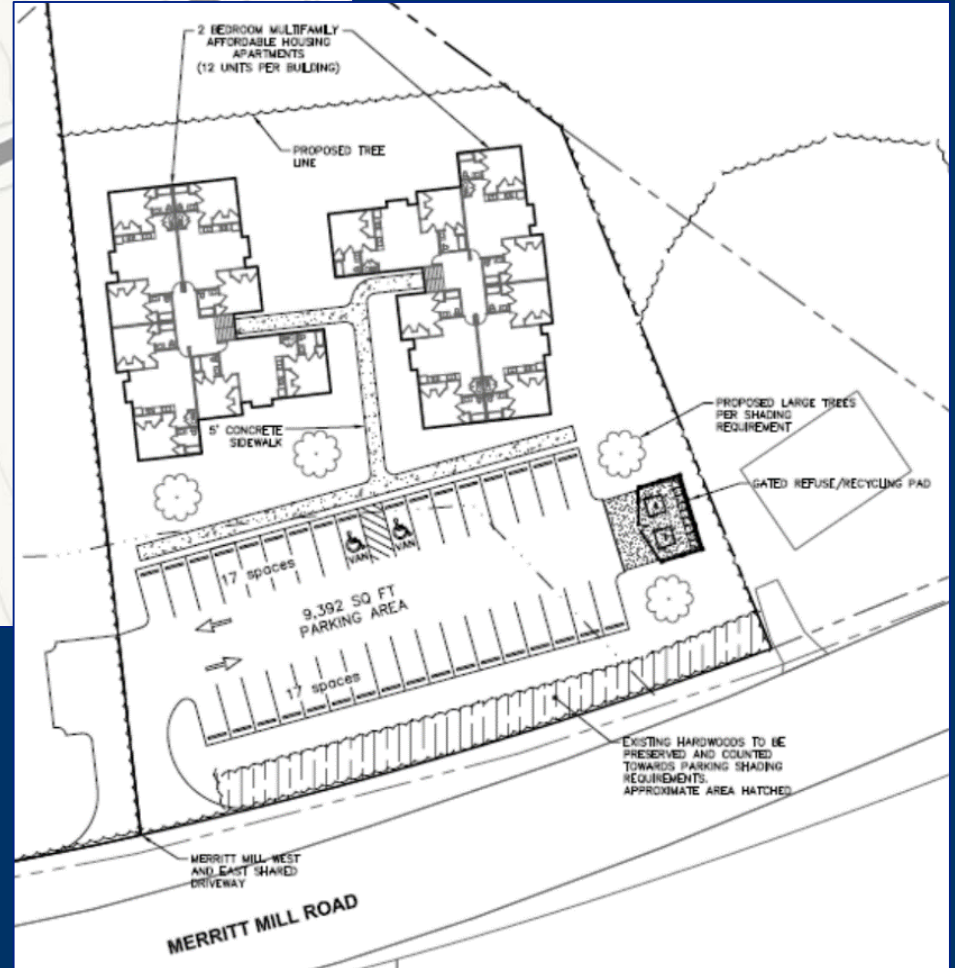 2 BEDROOM MULTIFAMILY
AFFORDABLE HOUSING
APARTMENTS
(12 UNITS PER BUILDING)
PROPOSED TREE
LINE
PROPOSED LARGE TREES
PER SHADING
REQUIREMENT
5' CONCRETE
SIDEWALK
GATED REFUSE/RECYCLING PAD
VAN
VAN
17 spaces
9,392 SQ FT
PARKING AREA
17 spaces
EXISTING HARDWOODS TO BE
PRESERVED AND COUNTED
TOWARDS PARKING SHADING
REQUIREMENTS.
APPROXIMATE AREA HATCHED
MERRITT MILL WEST
AND EAST SHARED
DRIVEWAY
MERRITT MILL ROAD